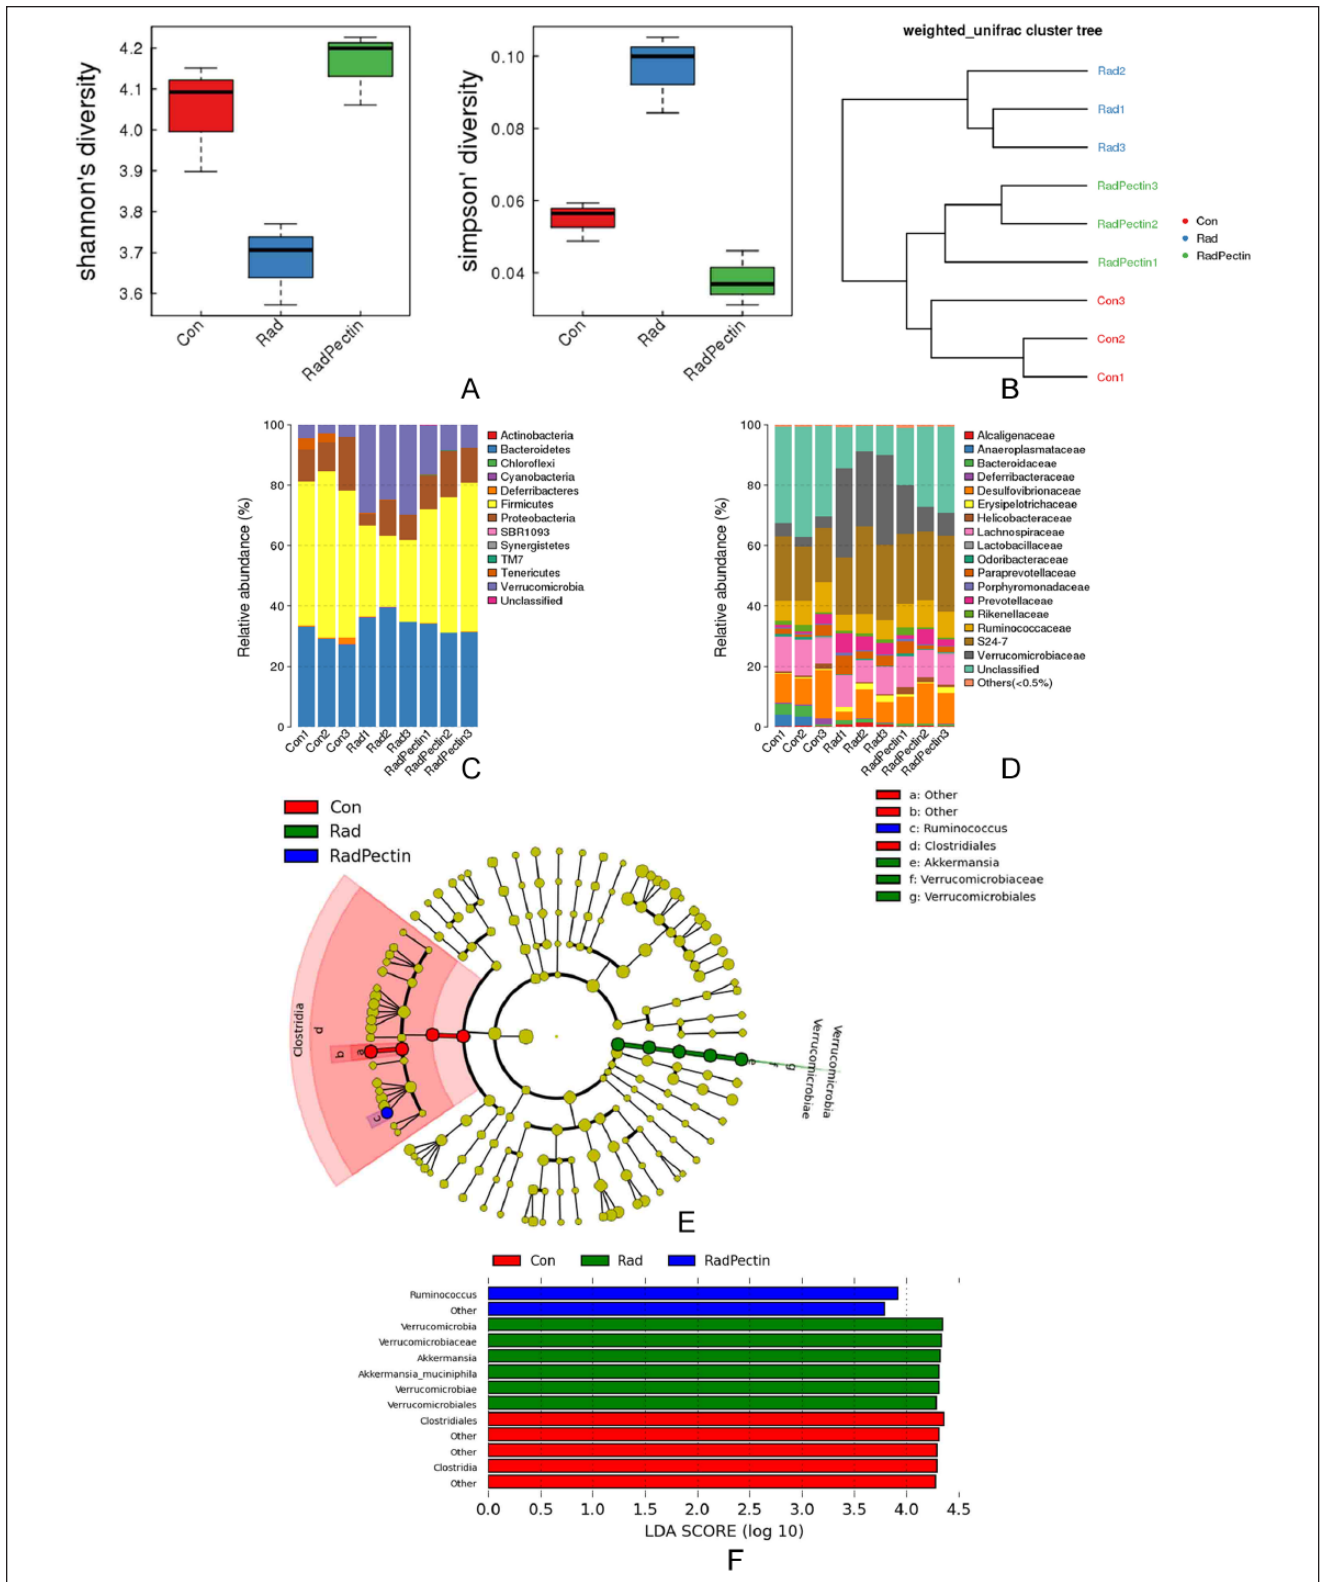 shannon's diversity
4.2
4.1
4.0
3.9
3.8
3.7
3.6
Con
Rad
RadPectin
simpson' diversity
0.10
0.08
0.06
0.04
Con
Rad
RadPectin
A
weighted_unifrac cluster tree
Rad2
Rad1
Rad3
RadPectin3
RadPectin2
RadPectin1
Con3
Con2
Con1
Con
Rad
RadPectin
B
Relative abundance (%)
100
80
60
40
20
0
Con1
Con2
Con3
Rad1
Rad2
Rad3
RadPectin1
RadPectin2
RadPectin3
Actinobacteria
Bacteroidetes
Chloroflexi
Cyanobacteria
Deferribacteres
Firmicutes
Proteobacteria
SBR1093
Synergistetes
TM7
Tenericutes
Verrucomicrobia
Unclassified
C
Relative abundance (%)
100
80
60
40
20
0
Con1
Con2
Con3
Rad1
Rad2
Rad3
RadPectin1
RadPectin2
RadPectin3
Alcaligenaceae
Anaeroplasmataceae
Bacteroidaceae
Deferribacteraceae
Desulfovibrionaceae
Erysipelotrichaceae
Helicobacteraceae
Lachnospiraceae
Lactobacillaceae
Odoribacteraceae
Paraprevotellaceae
Porphyromonadaceae
Prevotellaceae
Rikenellaceae
Ruminococcaceae
S24-7
Verrucomicrobiaceae
Unclassified
Others(<0.5%)
D
Con
Rad
RadPectin
a: Other
b: Other
c: Ruminococcus
d: Clostridiales
e: Akkermansia
f: Verrucomicrobiaceae
g: Verrucomicrobiales
Clostridia
d
b
a
c
e
f
g
Verrucomicrobiae
Verrucomicrobia
E
Con
Rad
RadPectin
Ruminococcus
Other
Verrucomicrobia
Verrucomicrobiaceae
Akkermansia
Akkermansia_muciniphila
Verrucomicrobiae
Verrucomicrobiales
Clostridiales
Other
Other
Clostridia
Other
0.0 0.5 1.0 1.5 2.0 2.5 3.0 3.5 4.0 4.5
LDA SCORE (log 10)
F